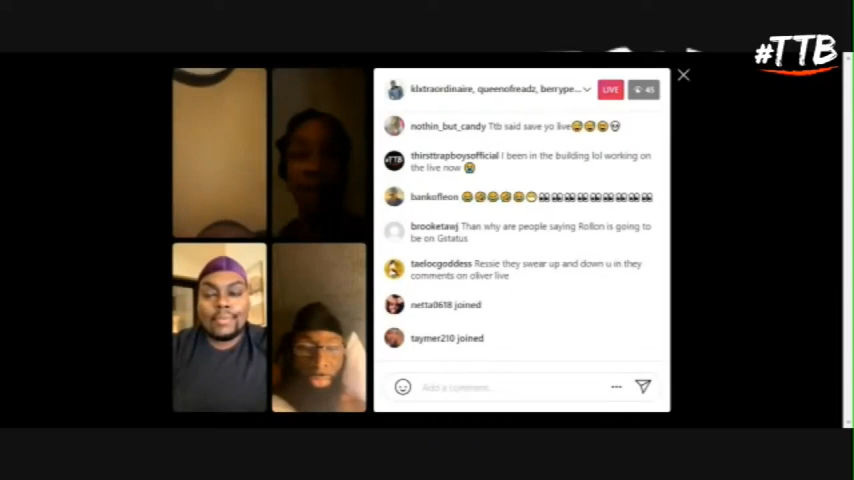 #TTB
klxtraordinaire, queenofreadz, berrype...
LIVE
45
nothin_but_candy Ttb said save yo live
#TTB
thirsttrapboysofficial I been in the building lol working on
the live now
bankofleon
brooketawj Than why are people saying Rollon is going to
be on Gstatus
taelocgoddess Ressie they swear up and down u in they
comments on oliver live
netta0618 joined
taymer210 joined
Add a comment...